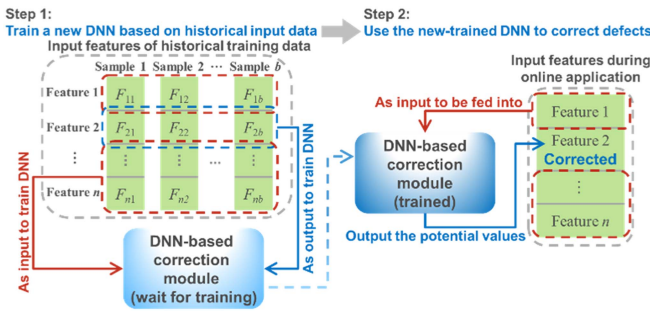 Step 1:
Train a new DNN based on historical input data
Step 2:
Use the new-trained DNN to correct defects
Input features of historical training data
Sample 1 Sample 2 ··· Sample b
Feature 1 F11 F12 F1b
Feature 2 F21 F22 F2b
⋮ ⋮ ⋮ ··· ⋮
Feature n Fn1 Fn2 Fnb
As input to train DNN
As output to train DNN
DNN-based
correction
module
(wait for training)
Input features during
online application
As input to be fed into
DNN-based
correction
module
(trained)
Output the potential values
Feature 1
Feature 2
Corrected
⋮
Feature n